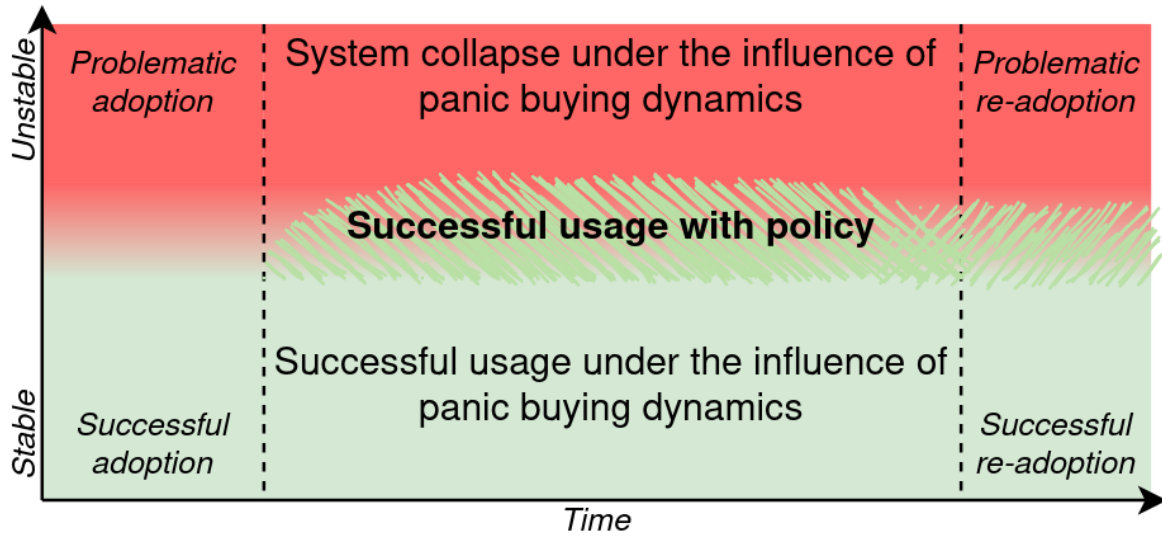 Unstable
Problematic
adoption
System collapse under the influence of
panic buying dynamics
Problematic
re-adoption
Successful usage with policy
Stable
Successful
adoption
Successful usage under the influence of
panic buying dynamics
Successful
re-adoption
Time